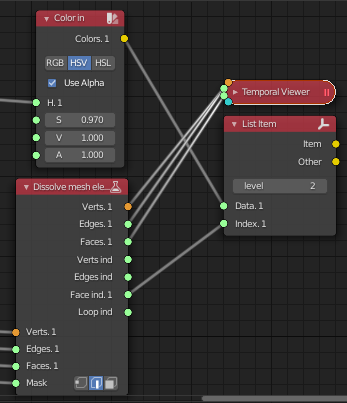 Color in
Colors. 1
RGB HSV HSL
Use Alpha
H. 1
S 0.970
V 1.000
A 1.000
Temporal Viewer
List Item
Item
Other
level 2
Data. 1
Index. 1
Dissolve mesh ele...
Verts. 1
Edges. 1
Faces. 1
Verts ind
Edges ind
Face ind. 1
Loop ind
Verts. 1
Edges. 1
Faces. 1
Mask